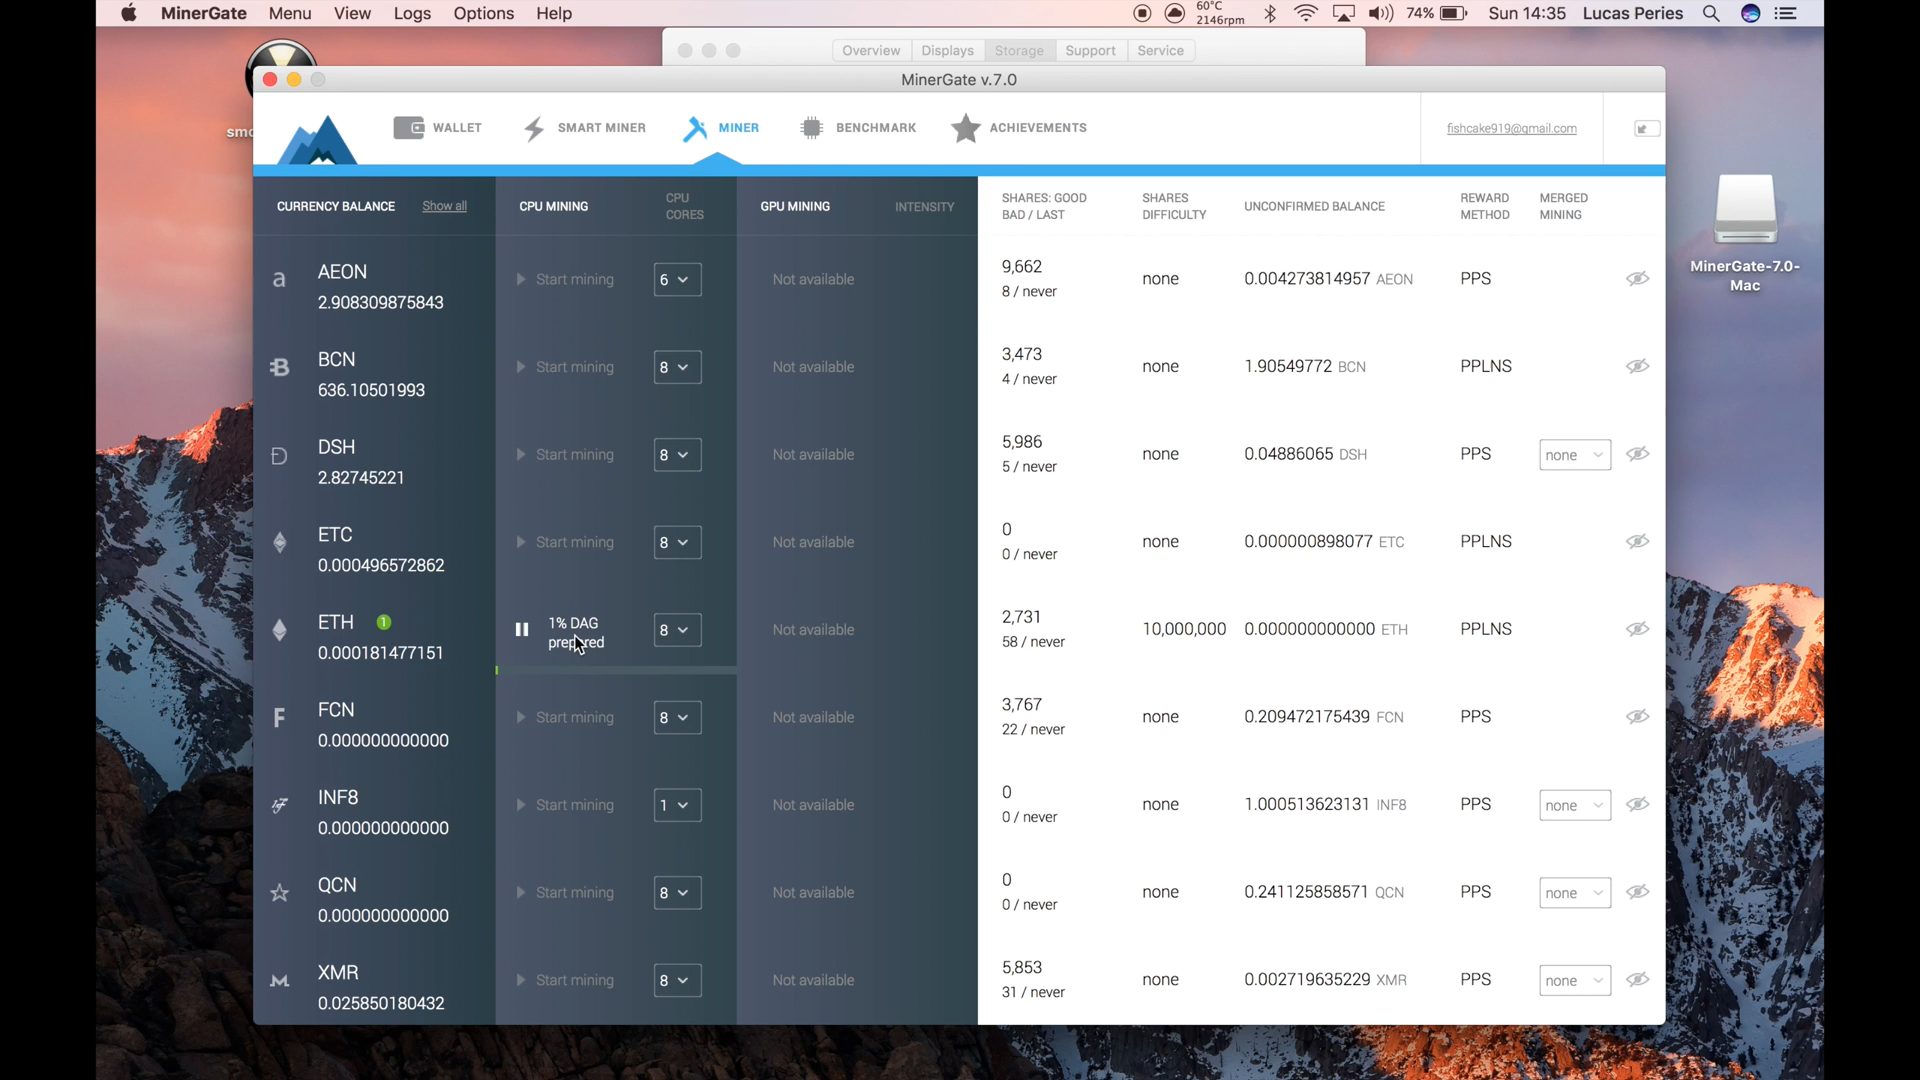 MinerGate Menu View Logs Options Help
60°C
2146rpm
74% Sun 14:35 Lucas Peries
Overview Displays Storage Support Service
MinerGate v.7.0
WALLET SMART MINER MINER BENCHMARK ACHIEVEMENTS
fishcake919@gmail.com
smc
MinerGate-7.0-
Mac
CURRENCY BALANCE Show all CPU MINING CPU CORES GPU MINING INTENSITY SHARES: GOOD BAD / LAST SHARES DIFFICULTY UNCONFIRMED BALANCE REWARD METHOD MERGED MINING
AEON
2.908309875843
Start mining 6 Not available
9,662
8 / never
none 0.004273814957 AEON PPS
BCN
636.10501993
Start mining 8 Not available
3,473
4 / never
none 1.90549772 BCN PPLNS
DSH
2.82745221
Start mining 8 Not available
5,986
5 / never
none 0.04886065 DSH PPS none
ETC
0.000496572862
Start mining 8 Not available
0
0 / never
none 0.000000898077 ETC PPLNS
ETH 1
0.000181477151
1% DAG
prepared
8 Not available
2,731
58 / never
10,000,000 0.000000000000 ETH PPLNS
FCN
0.000000000000
Start mining 8 Not available
3,767
22 / never
none 0.209472175439 FCN PPS
INF8
0.000000000000
Start mining 1 Not available
0
0 / never
none 1.000513623131 INF8 PPS none
QCN
0.000000000000
Start mining 8 Not available
0
0 / never
none 0.241125858571 QCN PPS none
XMR
0.025850180432
Start mining 8 Not available
5,853
31 / never
none 0.002719635229 XMR PPS none